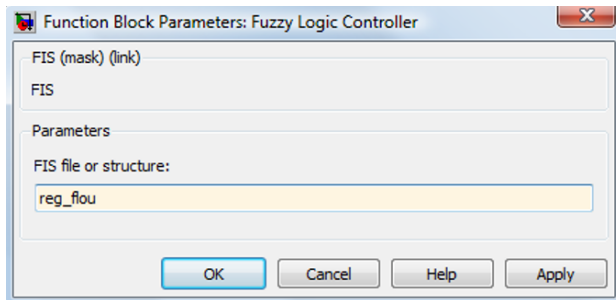 Function Block Parameters: Fuzzy Logic Controller
FIS (mask) (link)
FIS
Parameters
FIS file or structure:
reg_flou
OK Cancel Help Apply